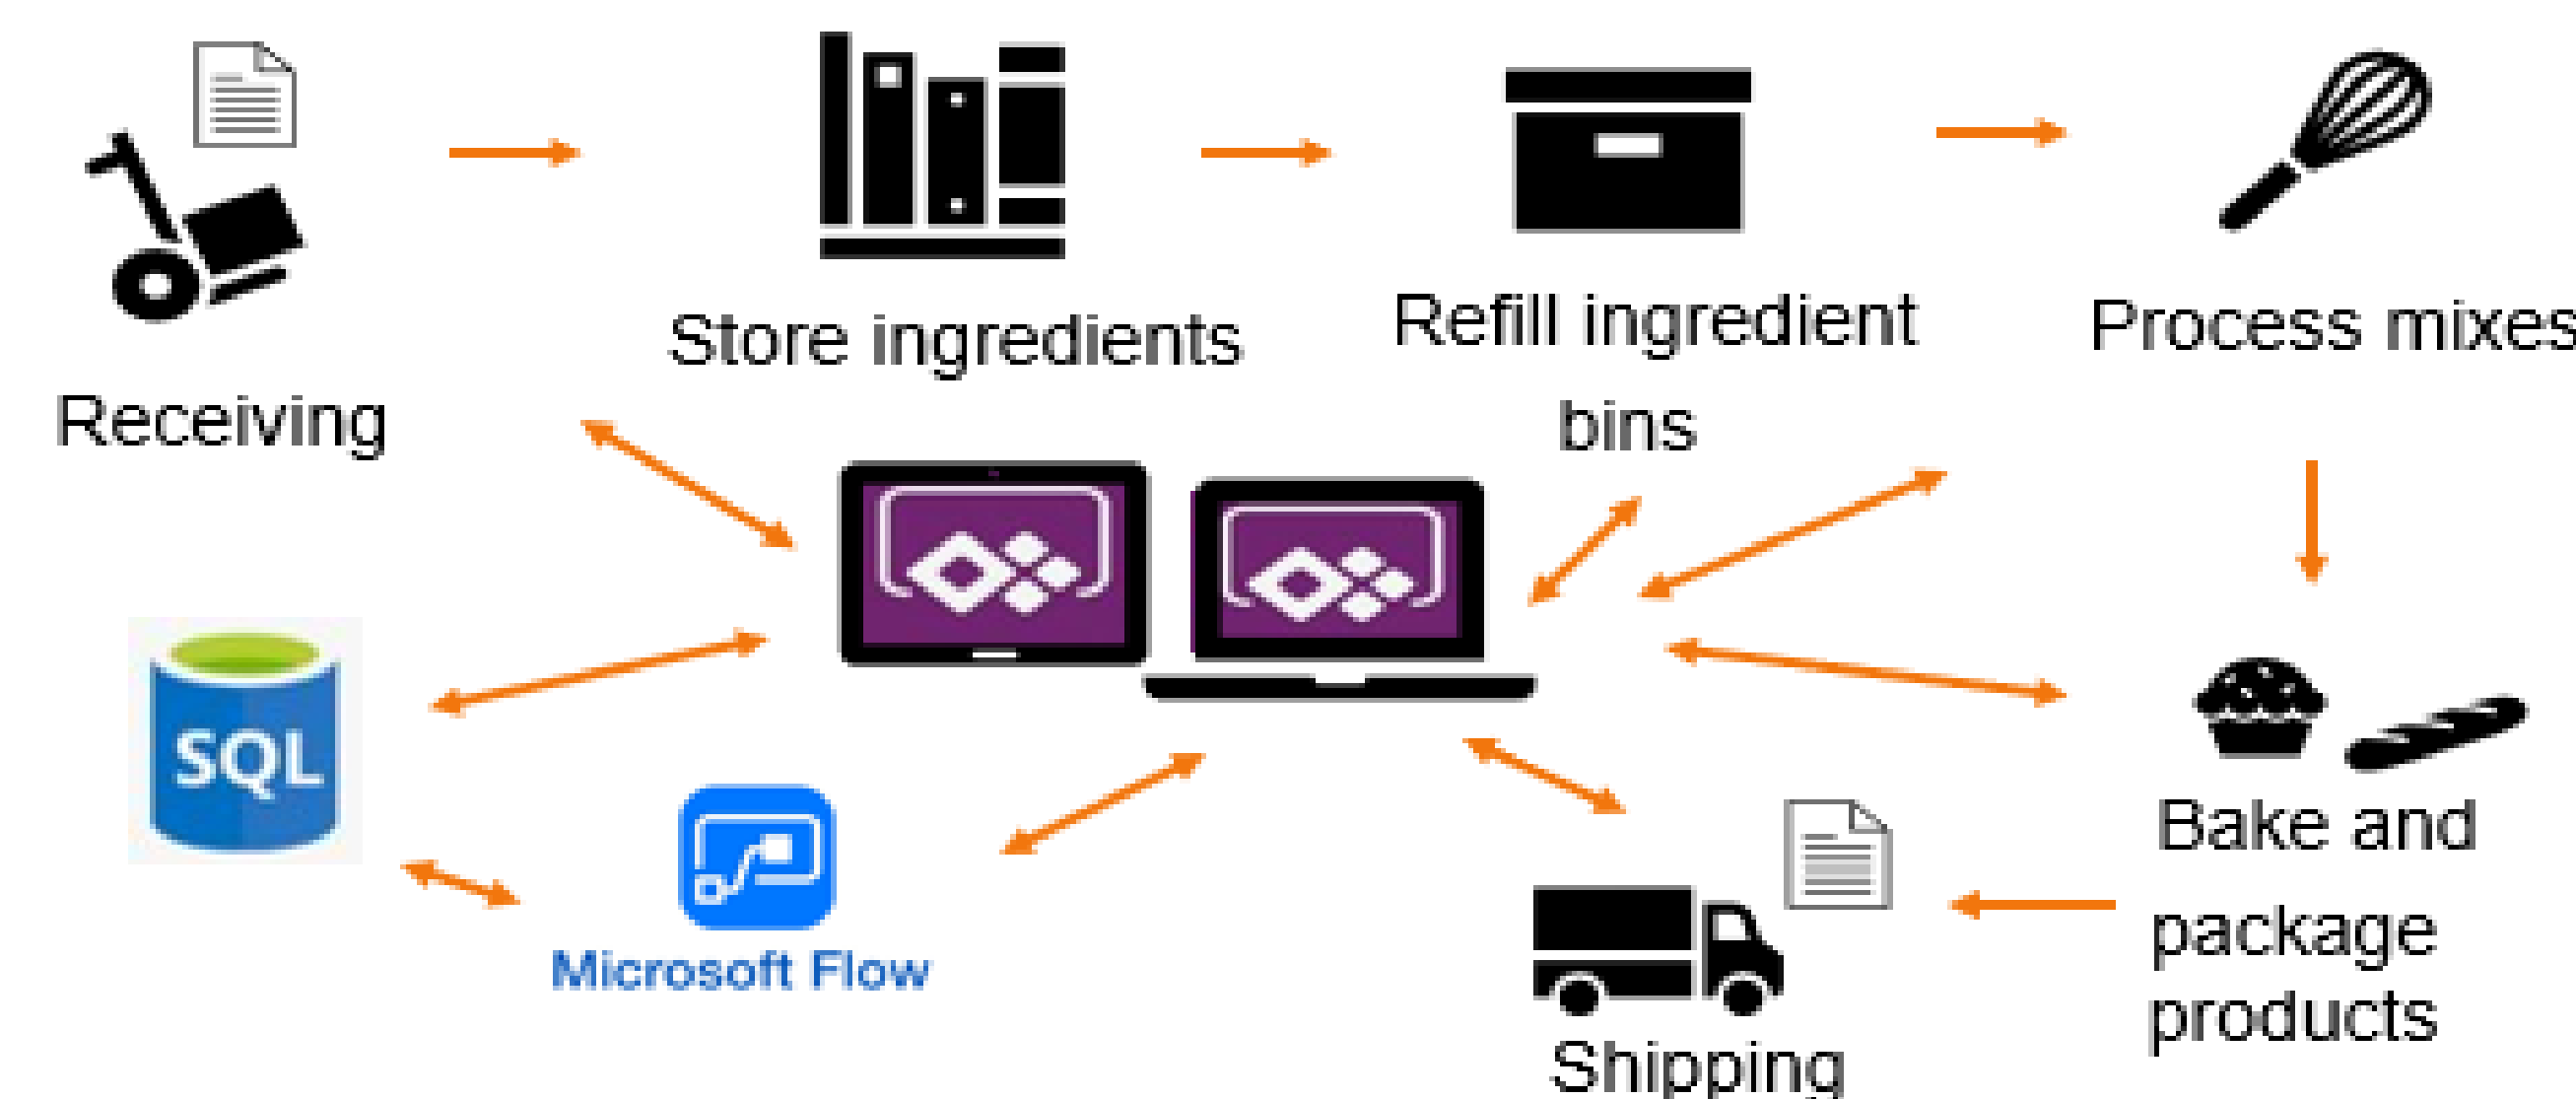 Receiving
Store ingredients
Refill ingredient
bins
Process mixes
SQL
Microsoft Flow
Bake and
package
products
Shipping